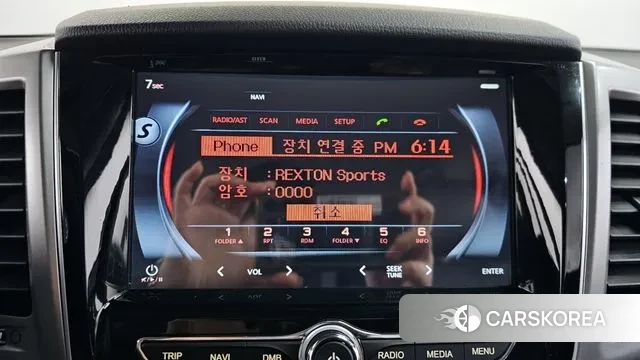 7 SEC
NAVI
RADIO/AST SCAN MEDIA SETUP
S
Phone 장치 연결 중 PM 6:14
장치 : REXTON Sports
암호 : 0000
취소
1 2 3 4 5 6
FOLDER ▲ RPT RDM FOLDER ▼ EQ INFO
VOL SEEK TUNE ENTER
TRIP NAVI DMB RADIO MEDIA MENU
CARSKOREA